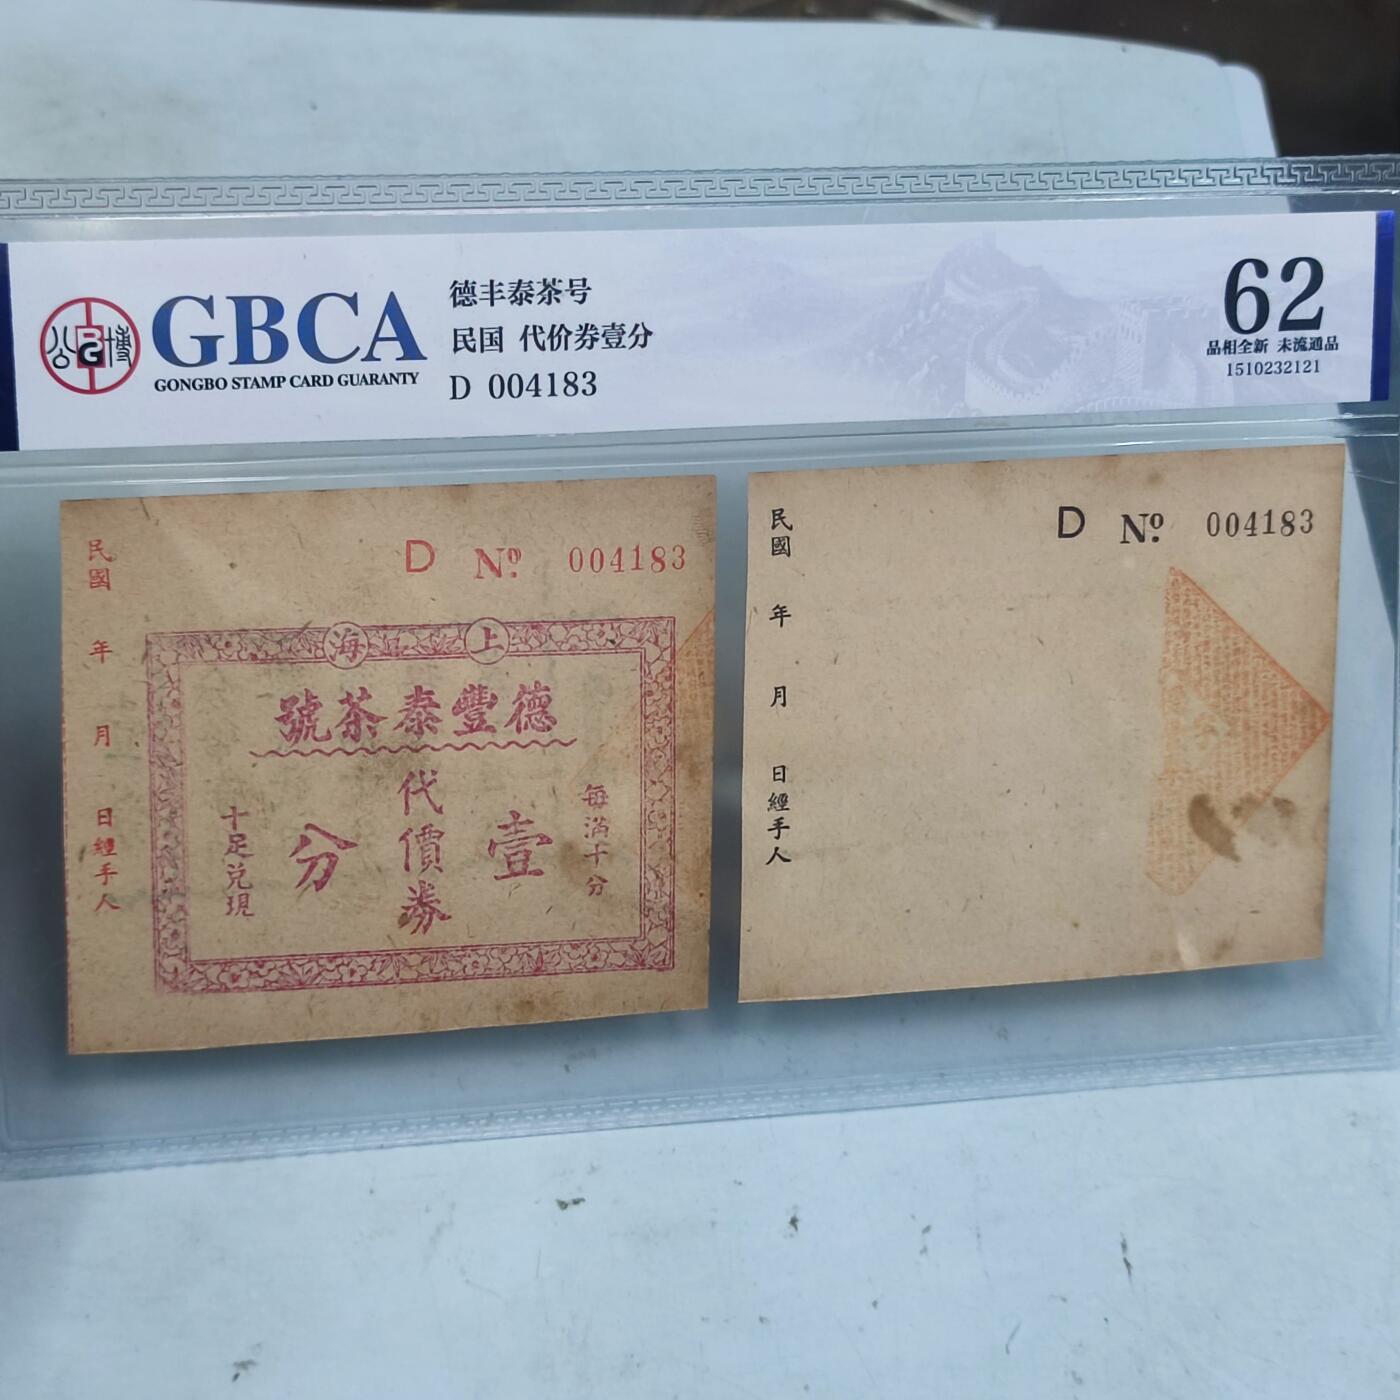 公博
GBCA
GONGBO STAMP CARD GUARANTY
德丰泰茶号
民国 代价券壹分
D 004183
62
品相全新 未流通品
1510232121
D Nº. 004183
民國 年 月 日經手人
上海
德豐泰茶號
每滿十分
壹
代價券
分
十足兑現
D Nº. 004183
民國 年 月 日經手人